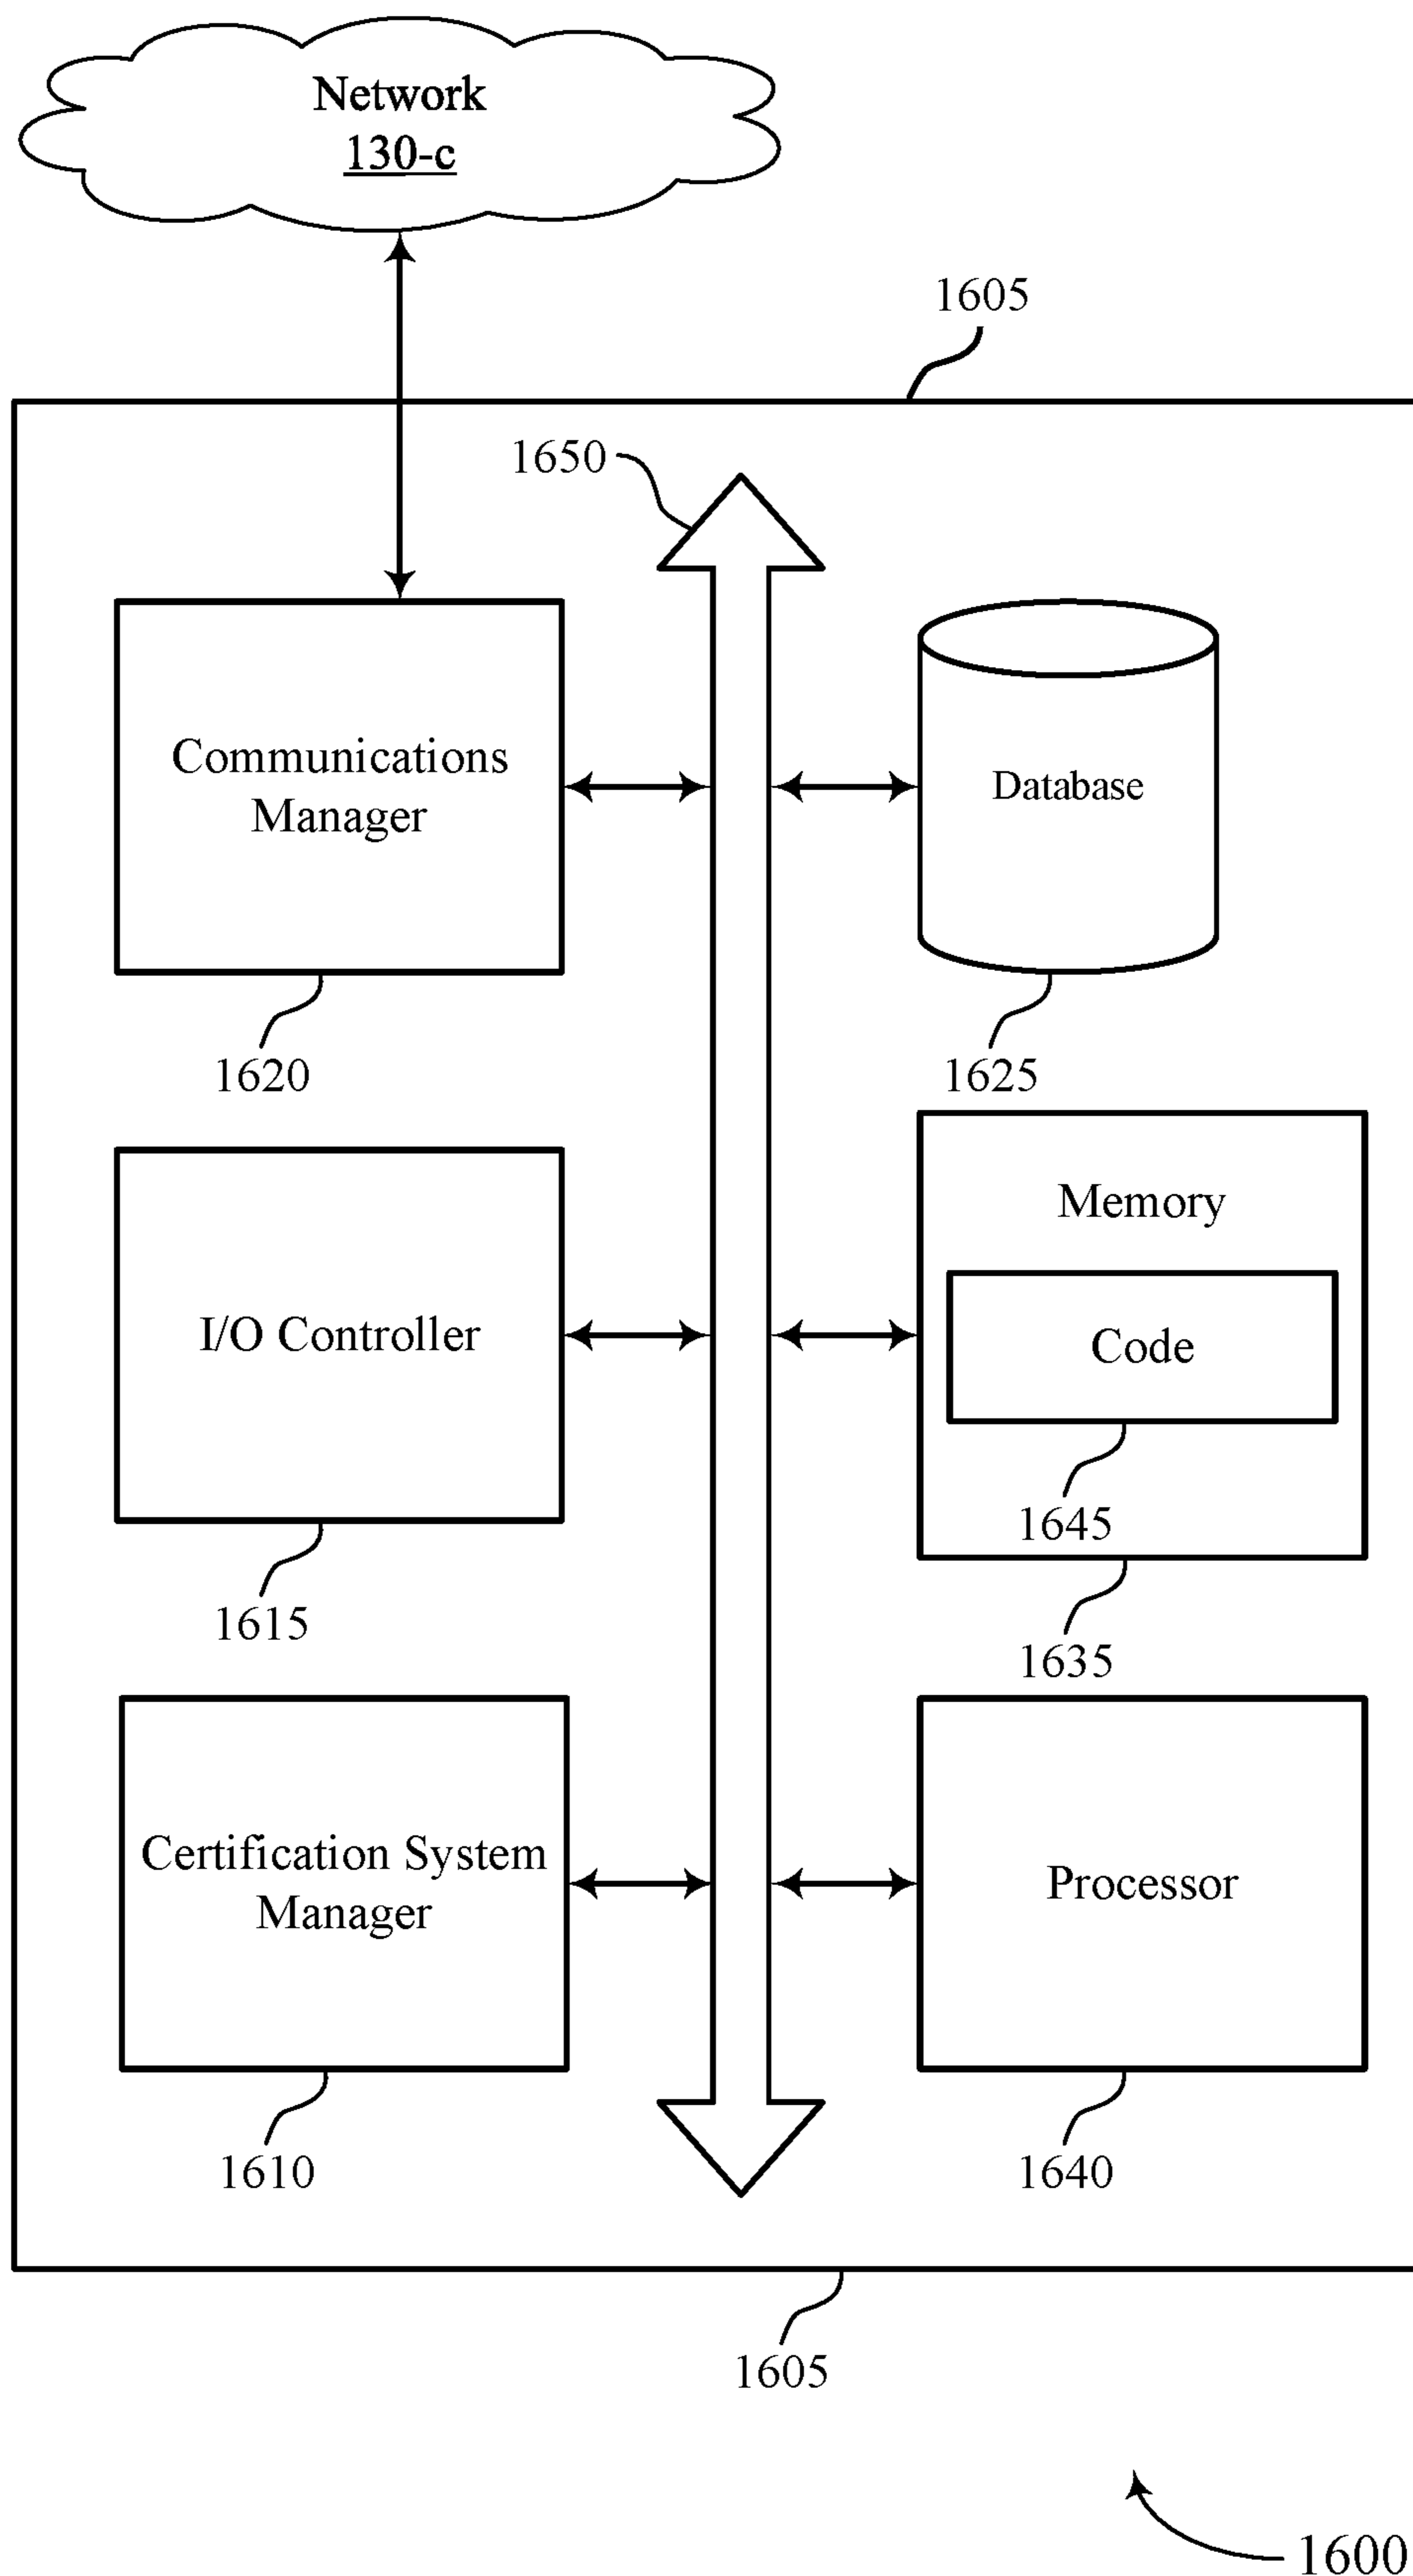 Network
130-c
1605
1650
Communications
Manager
Database
1620
1625
Memory
I/O Controller
Code
1645
1615
1635
Certification System
Manager
Processor
1610
1640
1605
1600